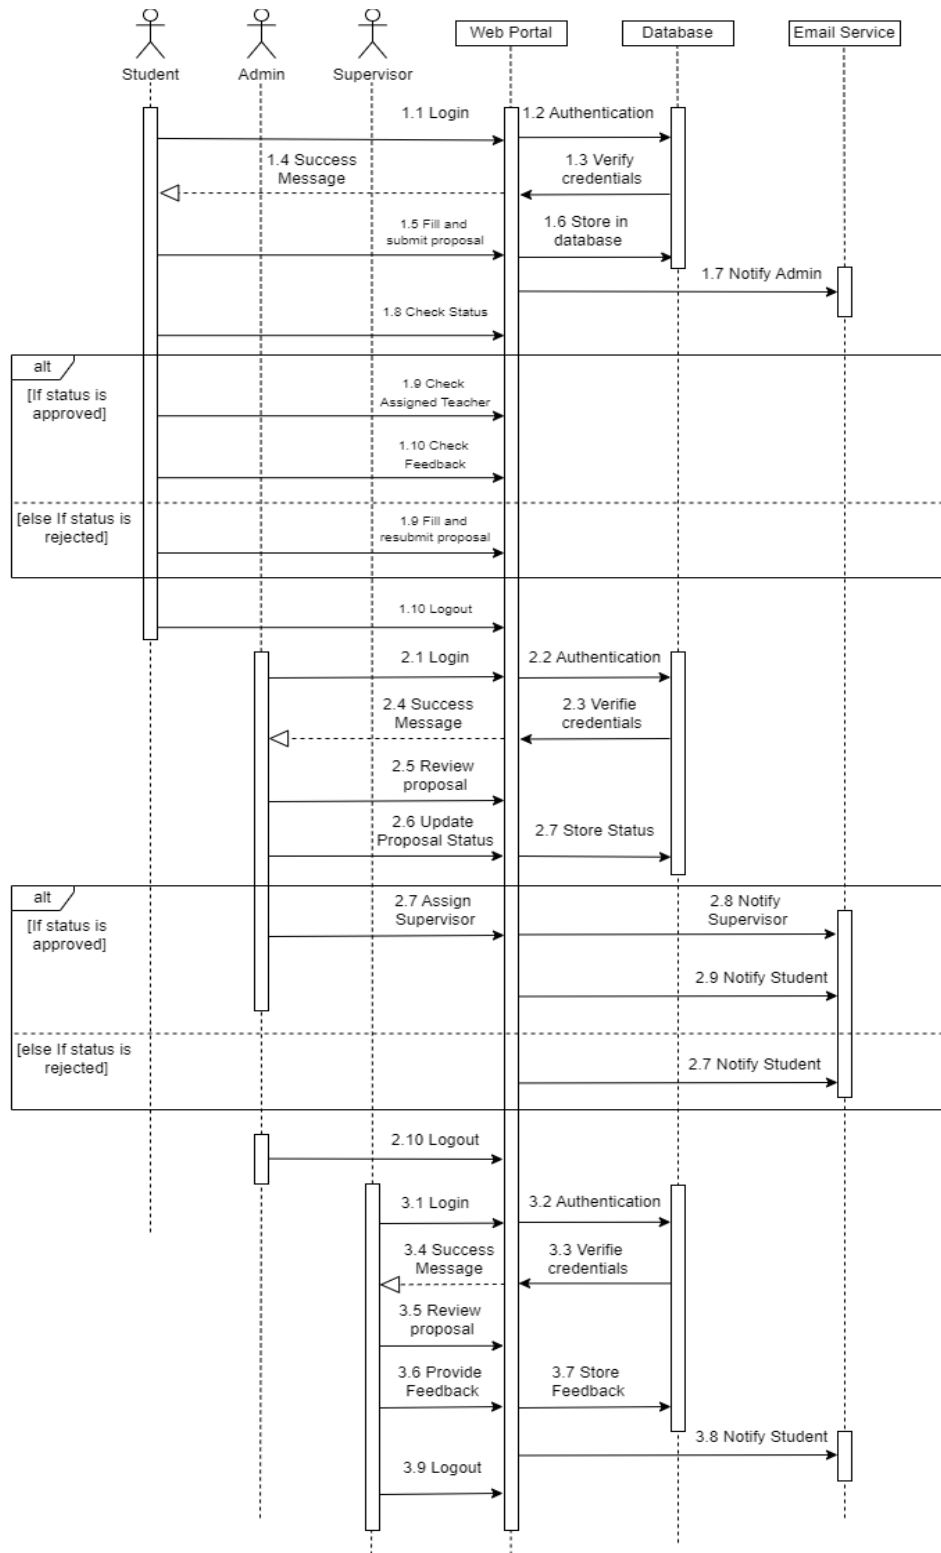 Student
Admin
Supervisor
Web Portal
Database
Email Service
1.1 Login
1.2 Authentication
1.4 Success
Message
1.3 Verify
credentials
1.5 Fill and
submit proposal
1.6 Store in
database
1.7 Notify Admin
1.8 Check Status
alt
[If status is
approved]
1.9 Check
Assigned Teacher
1.10 Check
Feedback
[else If status is
rejected]
1.9 Fill and
resubmit proposal
1.10 Logout
2.1 Login
2.2 Authentication
2.4 Success
Message
2.3 Verifie
credentials
2.5 Review
proposal
2.6 Update
Proposal Status
2.7 Store Status
alt
[If status is
approved]
2.7 Assign
Supervisor
2.8 Notify
Supervisor
2.9 Notify Student
[else If status is
rejected]
2.7 Notify Student
2.10 Logout
3.1 Login
3.2 Authentication
3.4 Success
Message
3.3 Verifie
credentials
3.5 Review
proposal
3.6 Provide
Feedback
3.7 Store
Feedback
3.8 Notify Student
3.9 Logout